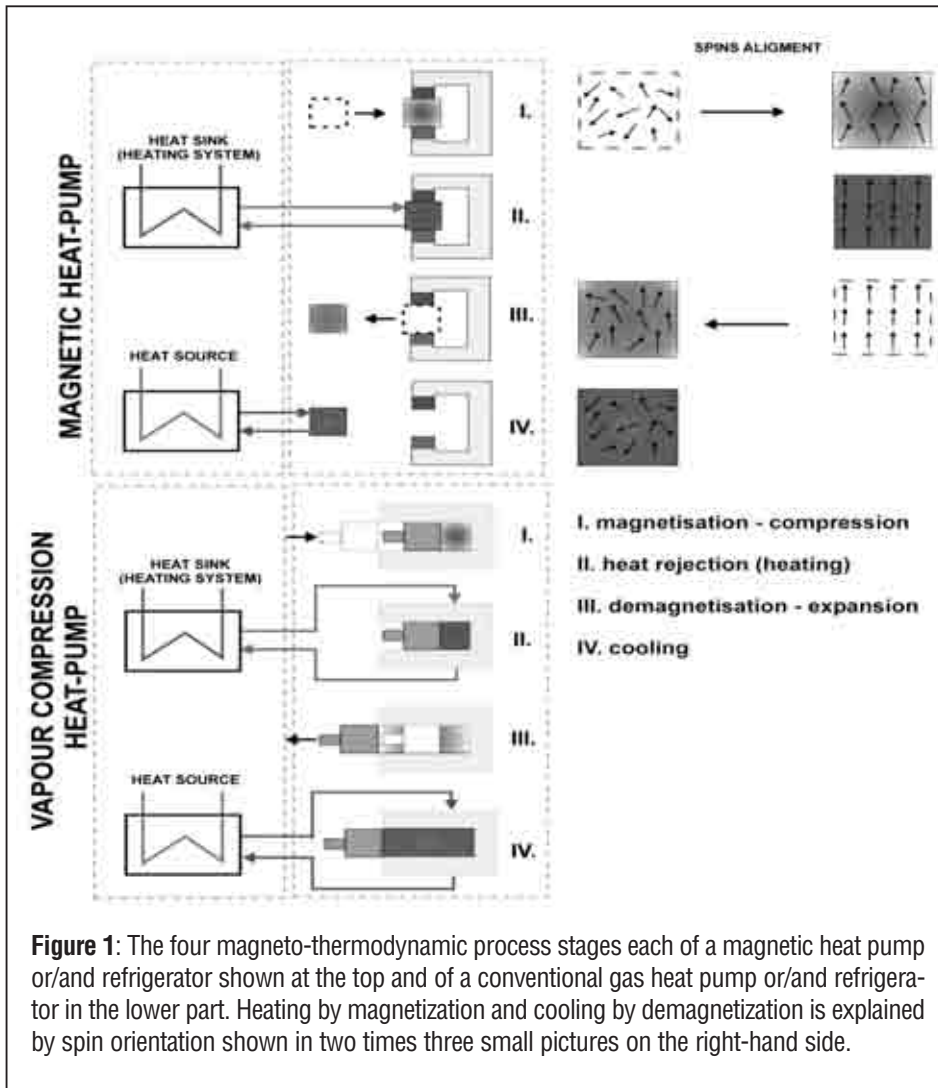 SPINS ALIGMENT
MAGNETIC HEAT-PUMP
HEAT SINK
(HEATING SYSTEM)
I.
II.
III.
HEAT SOURCE
IV.
VAPOUR COMPRESSION
HEAT-PUMP
I.
HEAT SINK
(HEATING SYSTEM)
II.
III.
HEAT SOURCE
IV.
I. magnetisation - compression
II. heat rejection (heating)
III. demagnetisation - expansion
IV. cooling
Figure 1: The four magneto-thermodynamic process stages each of a magnetic heat pump
or/and refrigerator shown at the top and of a conventional gas heat pump or/and refrigera-
tor in the lower part. Heating by magnetization and cooling by demagnetization is explained
by spin orientation shown in two times three small pictures on the right-hand side.